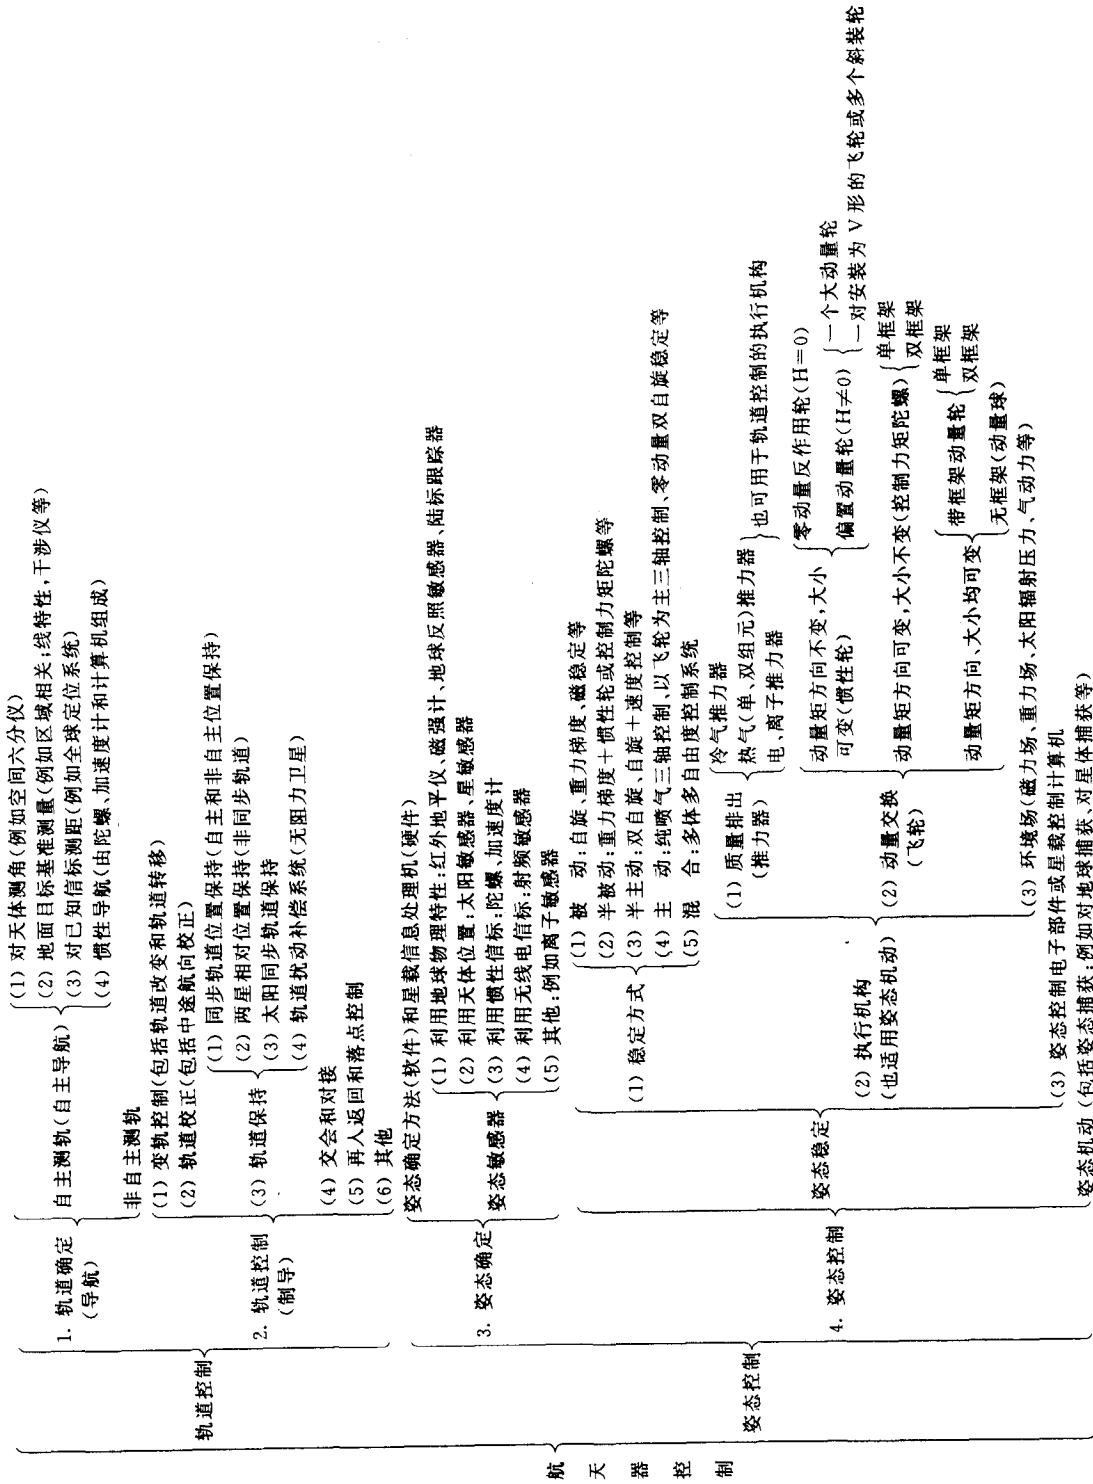 航天器控制
轨道控制
1. 轨道确定
(导航)
自主测轨(自主导航)
(1) 对天体测角(例如空间六分仪)
(2) 地面目标基准测量(例如区域相关;线特性,干涉仪等)
(3) 对已知信标测距(例如全球定位系统)
(4) 惯性导航(由陀螺、加速度计和计算机组成)
非自主测轨
2. 轨道控制
(制导)
(1) 变轨控制(包括轨道改变和轨道转移)
(2) 轨道校正(包括中途航向校正)
(3) 轨道保持
(1) 同步轨道位置保持(自主和非自主位置保持)
(2) 两星相对位置保持(非同步轨道)
(3) 太阳同步轨道保持
(4) 轨道扰动补偿系统(无阻力卫星)
(4) 交会和对接
(5) 再入返回和落点控制
(6) 其他
姿态控制
3. 姿态确定
姿态确定方法(软件)和星载信息处理机(硬件)
姿态敏感器
(1) 利用地球物理特性:红外地平仪、磁强计、地球反照敏感器、陆标跟踪器
(2) 利用天体位置:太阳敏感器、星敏感器
(3) 利用惯性信标:陀螺、加速度计
(4) 利用无线电信标:射频敏感器
(5) 其他:例如离子敏感器
4. 姿态控制
姿态稳定
(1) 稳定方式
(1) 被 动:自旋、重力梯度、磁稳定等
(2) 半被动:重力梯度+惯性轮或控制力矩陀螺等
(3) 半主动:双自旋、自旋+速度控制等
(4) 主 动:纯喷气三轴控制、以飞轮为主三轴控制、零动量双自旋稳定等
(5) 混 合:多体多自由度控制系统
(2) 执行机构
(也适用姿态机动)
(1) 质量排出
(推力器)
冷气推力器
热气(单、双组元)推力器
电、离子推力器
也可用于轨道控制的执行机构
(2) 动量交换
(飞轮)
动量矩方向不变,大小
可变(惯性轮)
零动量反作用轮(H=0)
偏置动量轮(H≠0)
一个大动量轮
一对安装为 V 形的飞轮或多个斜装轮
动量矩方向可变,大小不变(控制力矩陀螺)
单框架
双框架
动量矩方向、大小均可变
带框架动量轮
单框架
双框架
无框架(动量球)
(3) 环境场(磁力场、重力场、太阳辐射压力、气动力等)
(3) 姿态控制电子部件或星载控制计算机
姿态机动 (包括姿态捕获:例如对地球捕获、对星体捕获等)